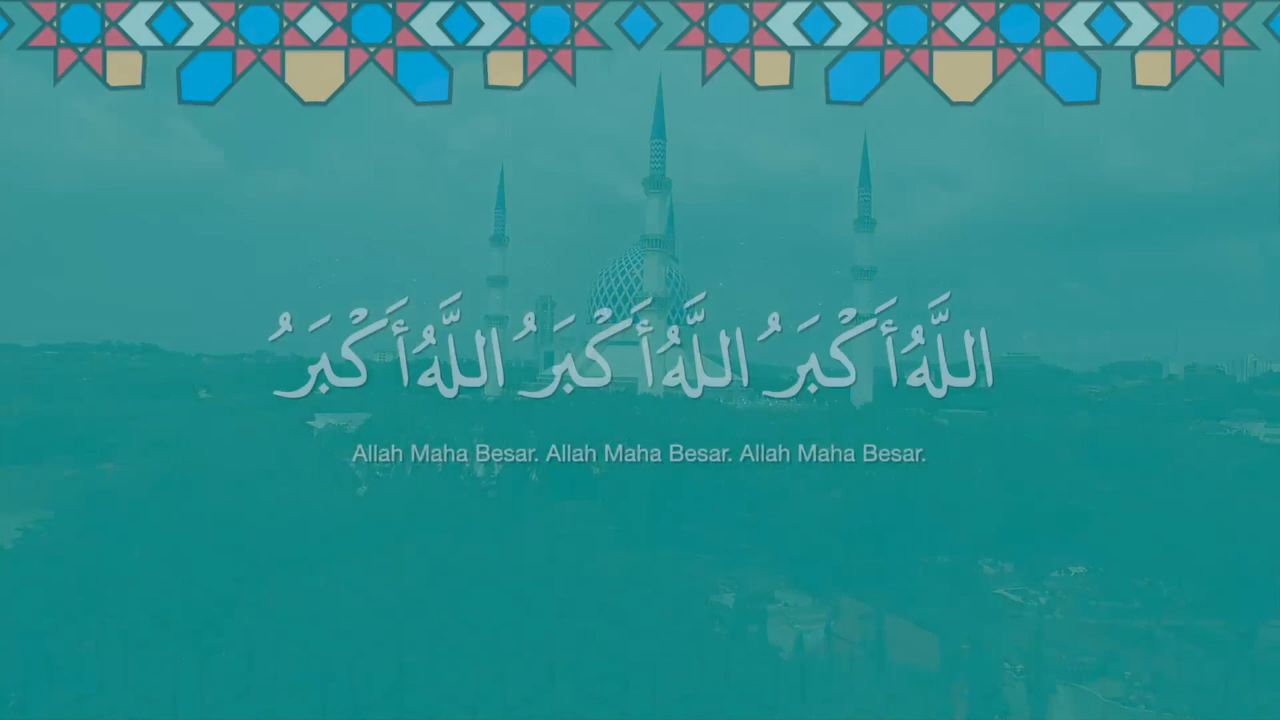 اللَّهُ أَكْبَرُ اللَّهُ أَكْبَرُ اللَّهُ أَكْبَرُ
Allah Maha Besar. Allah Maha Besar. Allah Maha Besar.